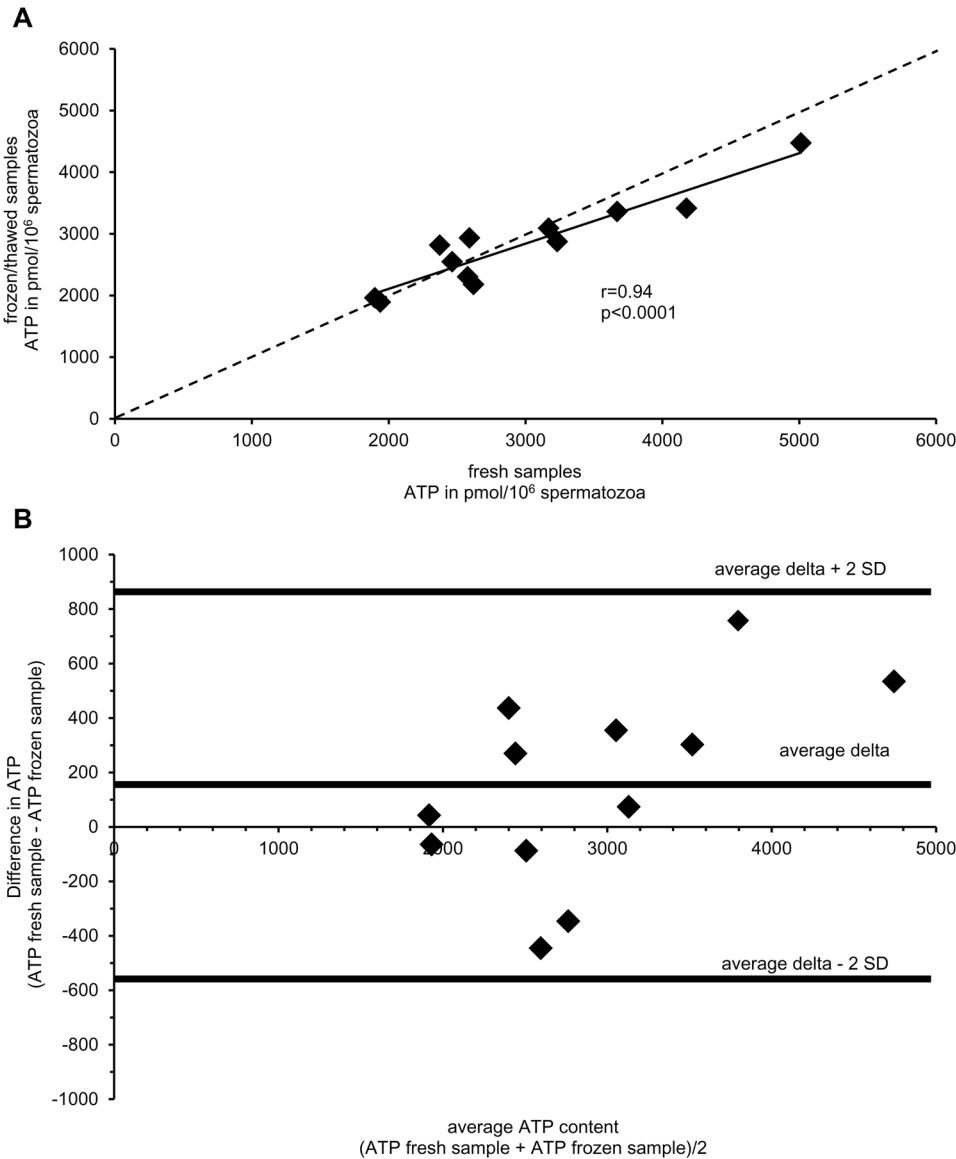 A
6000
5000
4000
3000
2000
1000
0
frozen/thawed samples
ATP in pmol/10⁶ spermatozoa
r=0.94
p<0.0001
0 1000 2000 3000 4000 5000 6000
fresh samples
ATP in pmol/10⁶ spermatozoa
B
1000
800
600
400
200
0
-200
-400
-600
-800
-1000
Difference in ATP
(ATP fresh sample - ATP frozen sample)
average delta + 2 SD
average delta
0 1000 2000 3000 4000 5000
average delta - 2 SD
average ATP content
(ATP fresh sample + ATP frozen sample)/2